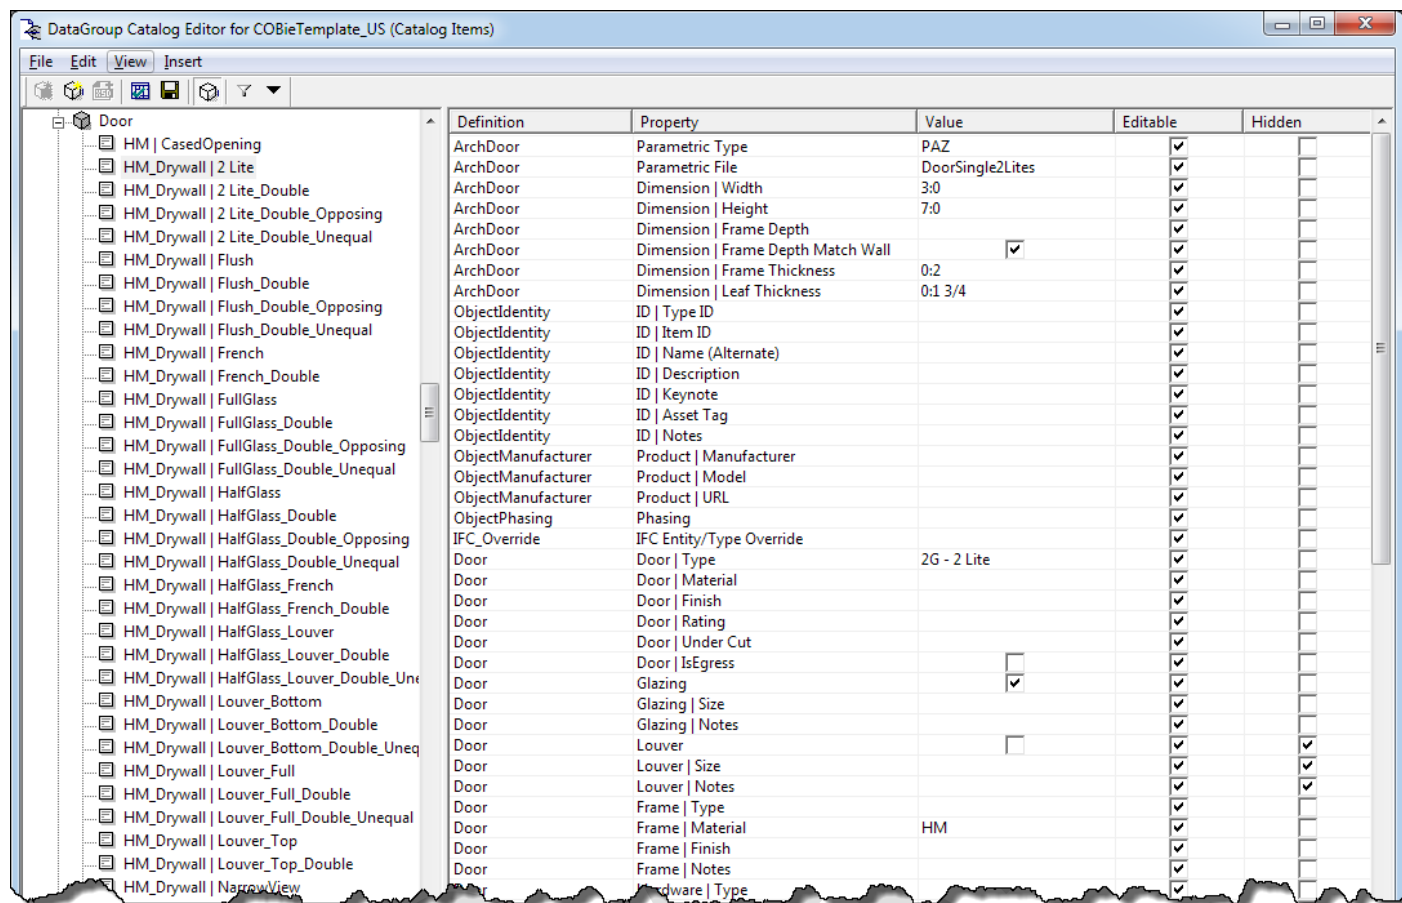 DataGroup Catalog Editor for COBieTemplate_US (Catalog Items)
File Edit View Insert
Door
HM | CasedOpening
HM_Drywall | 2 Lite
HM_Drywall | 2 Lite_Double
HM_Drywall | 2 Lite_Double_Opposing
HM_Drywall | 2 Lite_Double_Unequal
HM_Drywall | Flush
HM_Drywall | Flush_Double
HM_Drywall | Flush_Double_Opposing
HM_Drywall | Flush_Double_Unequal
HM_Drywall | French
HM_Drywall | French_Double
HM_Drywall | FullGlass
HM_Drywall | FullGlass_Double
HM_Drywall | FullGlass_Double_Opposing
HM_Drywall | FullGlass_Double_Unequal
HM_Drywall | HalfGlass
HM_Drywall | HalfGlass_Double
HM_Drywall | HalfGlass_Double_Opposing
HM_Drywall | HalfGlass_Double_Unequal
HM_Drywall | HalfGlass_French
HM_Drywall | HalfGlass_French_Double
HM_Drywall | HalfGlass_Louver
HM_Drywall | HalfGlass_Louver_Double
HM_Drywall | HalfGlass_Louver_Double_Une
HM_Drywall | Louver_Bottom
HM_Drywall | Louver_Bottom_Double
HM_Drywall | Louver_Bottom_Double_Uneq
HM_Drywall | Louver_Full
HM_Drywall | Louver_Full_Double
HM_Drywall | Louver_Full_Double_Unequal
HM_Drywall | Louver_Top
HM_Drywall | Louver_Top_Double
HM_Drywall | NarrowView
Definition Property Value Editable Hidden
ArchDoor Parametric Type PAZ
ArchDoor Parametric File DoorSingle2Lites
ArchDoor Dimension | Width 3:0
ArchDoor Dimension | Height 7:0
ArchDoor Dimension | Frame Depth
ArchDoor Dimension | Frame Depth Match Wall
ArchDoor Dimension | Frame Thickness 0:2
ArchDoor Dimension | Leaf Thickness 0:1 3/4
ObjectIdentity ID | Type ID
ObjectIdentity ID | Item ID
ObjectIdentity ID | Name (Alternate)
ObjectIdentity ID | Description
ObjectIdentity ID | Keynote
ObjectIdentity ID | Asset Tag
ObjectIdentity ID | Notes
ObjectManufacturer Product | Manufacturer
ObjectManufacturer Product | Model
ObjectManufacturer Product | URL
ObjectPhasing Phasing
IFC_Override IFC Entity/Type Override
Door Door | Type 2G - 2 Lite
Door Door | Material
Door Door | Finish
Door Door | Rating
Door Door | Under Cut
Door Door | IsEgress
Door Glazing
Door Glazing | Size
Door Glazing | Notes
Door Louver
Door Louver | Size
Door Louver | Notes
Door Frame | Type
Door Frame | Material HM
Door Frame | Finish
Door Frame | Notes
| Type